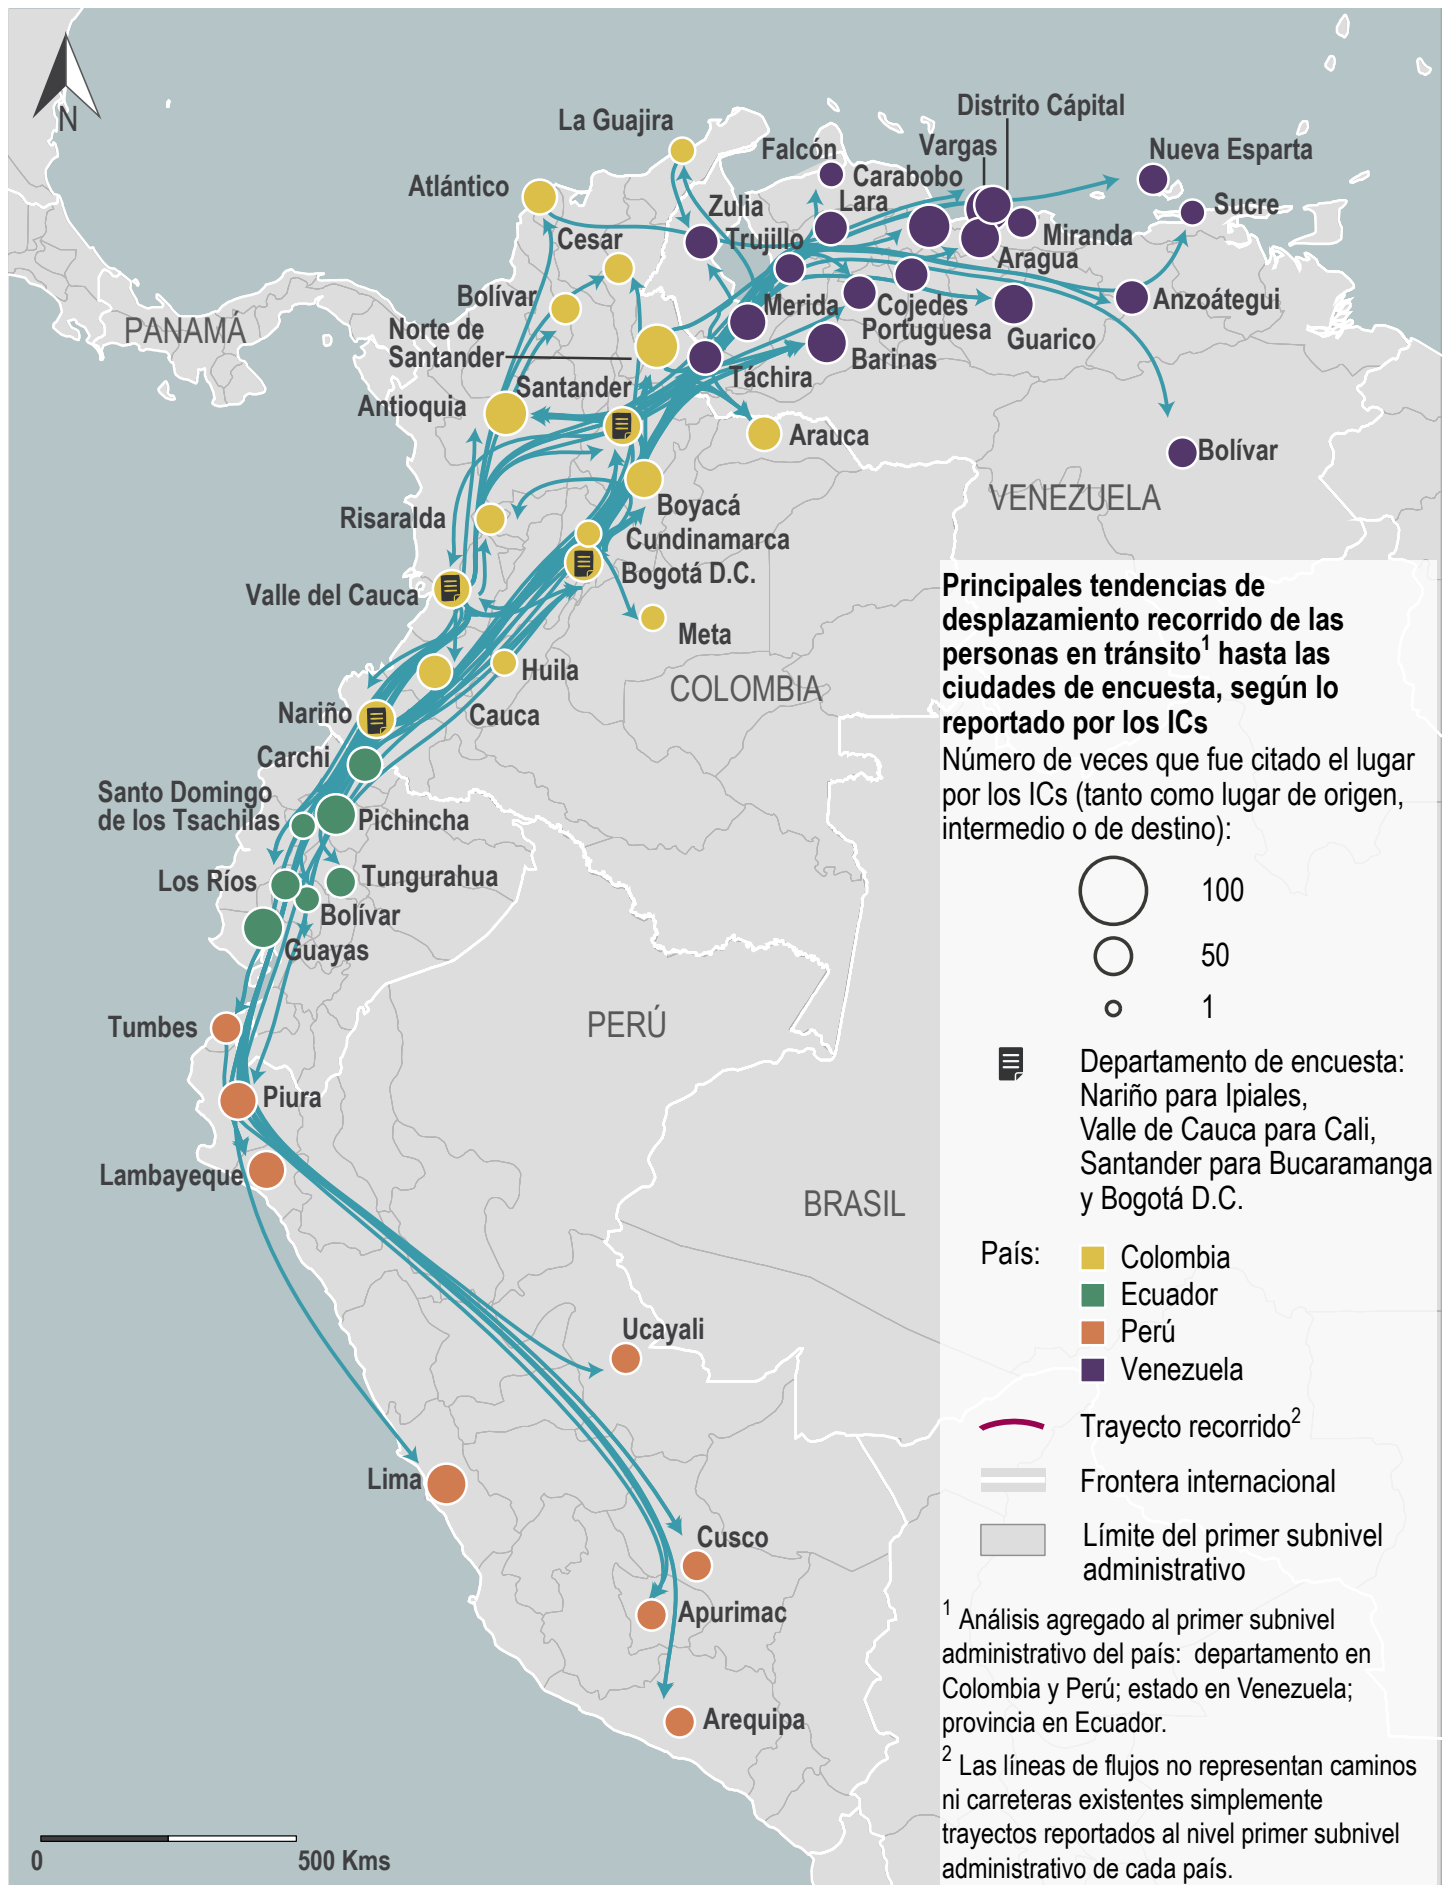 N
La Guajira
Distrito Cápital
Vargas
Falcón
Nueva Esparta
Carabobo
Atlántico
Lara
Zulia
Sucre
Cesar
Trujillo
Miranda
Aragua
Bolívar
Merida
Cojedes
Anzoátegui
PANAMÁ
Norte de
Santander
Portuguesa
Guarico
Barinas
Santander
Táchira
Antioquia
Arauca
Bolívar
VENEZUELA
Boyacá
Risaralda
Cundinamarca
Bogotá D.C.
Valle del Cauca
Meta
Huila
COLOMBIA
Nariño
Cauca
Carchi
Santo Domingo
de los Tsachilas
Pichincha
Los Ríos
Tungurahua
Bolívar
Guayas
Tumbes
PERÚ
Piura
Lambayeque
BRASIL
Ucayali
Lima
Cusco
Apurimac
Arequipa
0
500 Kms
Principales tendencias de
desplazamiento recorrido de las
personas en tránsito1 hasta las
ciudades de encuesta, según lo
reportado por los ICs
Número de veces que fue citado el lugar
por los ICs (tanto como lugar de origen,
intermedio o de destino):
100
50
1
Departamento de encuesta:
Nariño para Ipiales,
Valle de Cauca para Cali,
Santander para Bucaramanga
y Bogotá D.C.
País:
Colombia
Ecuador
Perú
Venezuela
Trayecto recorrido2
Frontera internacional
Límite del primer subnivel
administrativo
1 Análisis agregado al primer subnivel
administrativo del país: departamento en
Colombia y Perú; estado en Venezuela;
provincia en Ecuador.
2 Las líneas de flujos no representan caminos
ni carreteras existentes simplemente
trayectos reportados al nivel primer subnivel
administrativo de cada país.